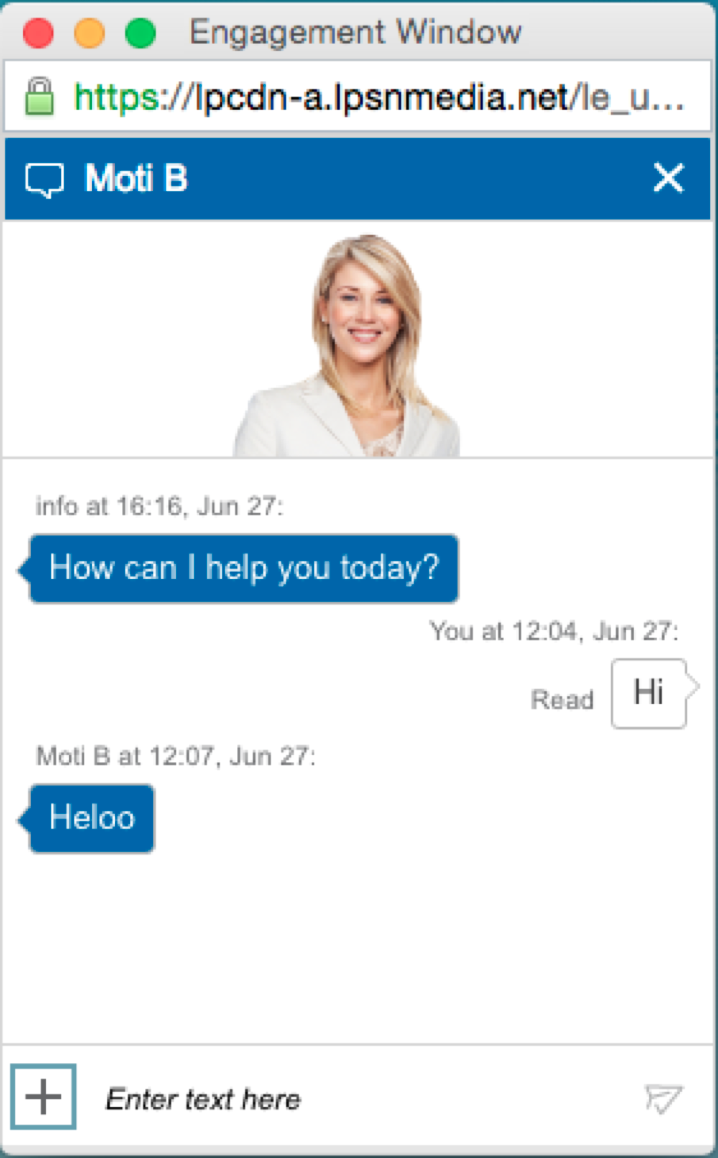 Engagement Window
https://lpcdn-a.lpsnmedia.net/le_u...
Moti B
info at 16:16, Jun 27:
How can I help you today?
You at 12:04, Jun 27:
Read Hi
Moti B at 12:07, Jun 27:
Heloo
Enter text here